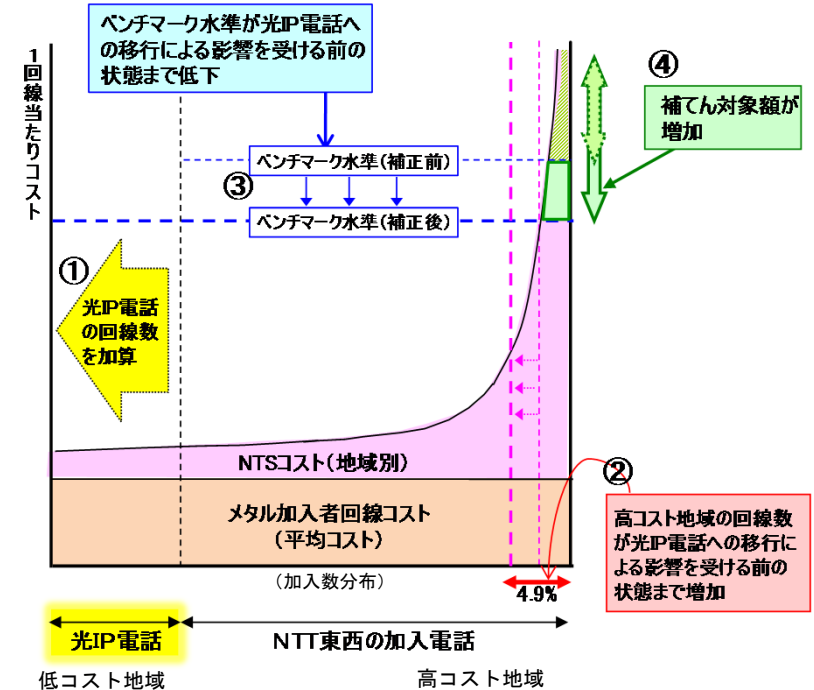 ベンチマーク水準が光IP電話へ
の移行による影響を受ける前の
状態まで低下
1回線当たりコスト
④
補てん対象額が
増加
ベンチマーク水準(補正前)
③
ベンチマーク水準(補正後)
①
光IP電話
の回線数
を加算
NTSコスト(地域別)
②
メタル加入者回線コスト
(平均コスト)
高コスト地域の回線数
が光IP電話への移行に
よる影響を受ける前の
状態まで増加
(加入数分布)
4.9%
光IP電話
NTT東西の加入電話
低コスト地域
高コスト地域